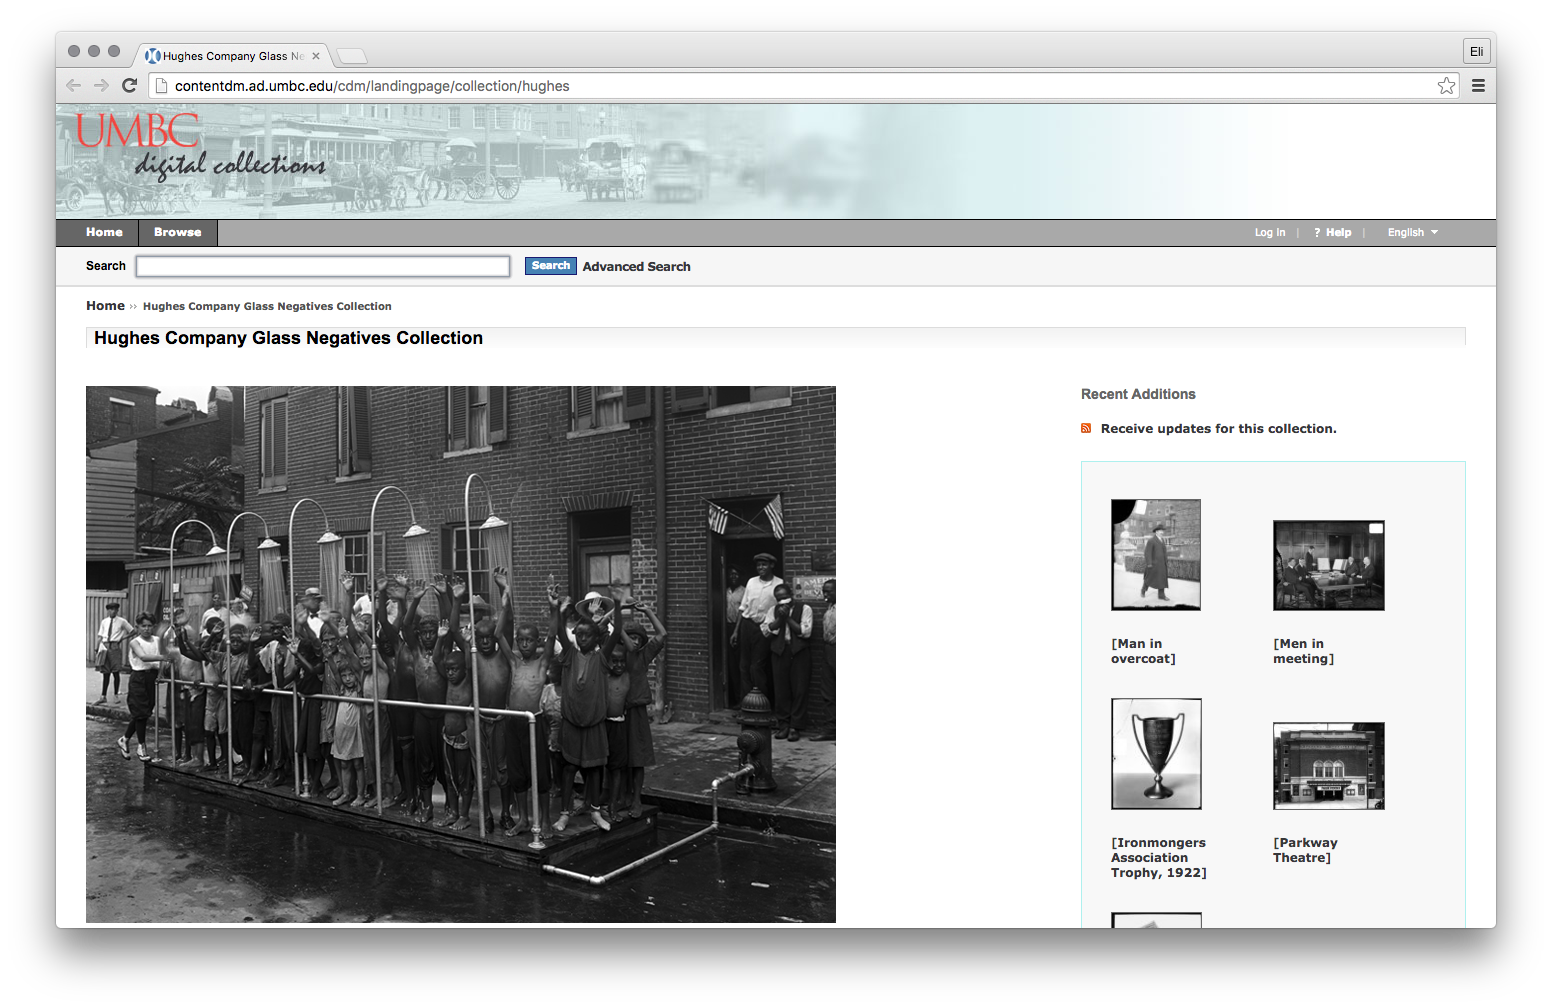 Hughes Company Glass Ne
Eli
contentdm.ad.umbc.edu/cdm/landingpage/collection/hughes
UMBC
digital collections
Home Browse Log In | ? Help | English
Search Search Advanced Search
Home ›› Hughes Company Glass Negatives Collection
Hughes Company Glass Negatives Collection
Recent Additions
Receive updates for this collection.
[Man in
overcoat]
[Men in
meeting]
[Ironmongers
Association
Trophy, 1922]
[Parkway
Theatre]